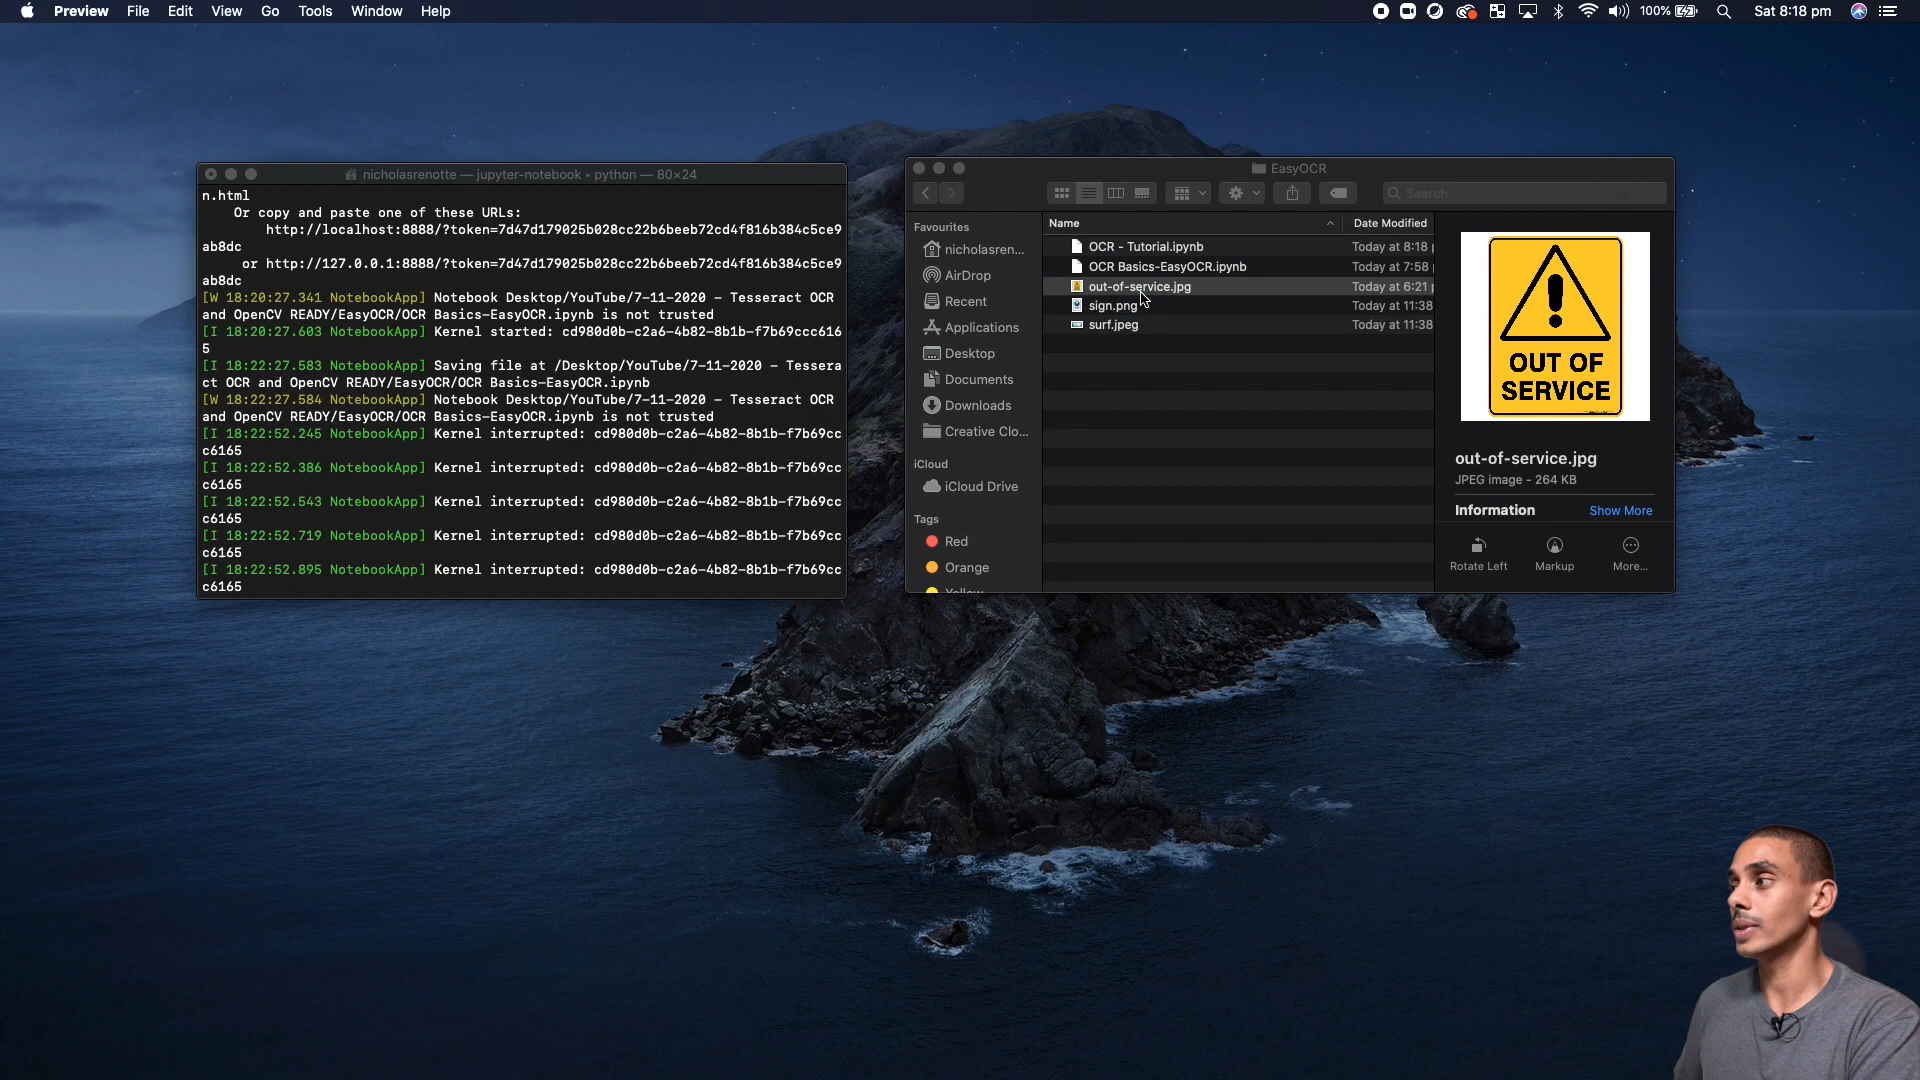 Preview File Edit View Go Tools Window Help
100% Sat 8:18 pm
nicholasrenotte — jupyter-notebook ▸ python — 80×24
n.html
Or copy and paste one of these URLs:
http://localhost:8888/?token=7d47d179025b028cc22b6beeb72cd4f816b384c5ce9
ab8dc
or http://127.0.0.1:8888/?token=7d47d179025b028cc22b6beeb72cd4f816b384c5ce9
ab8dc
[W 18:20:27.341 NotebookApp] Notebook Desktop/YouTube/7-11-2020 – Tesseract OCR
and OpenCV READY/EasyOCR/OCR Basics-EasyOCR.ipynb is not trusted
[I 18:20:27.603 NotebookApp] Kernel started: cd980d0b-c2a6-4b82-8b1b-f7b69ccc616
5
[I 18:22:27.583 NotebookApp] Saving file at /Desktop/YouTube/7-11-2020 – Tessera
ct OCR and OpenCV READY/EasyOCR/OCR Basics-EasyOCR.ipynb
[W 18:22:27.584 NotebookApp] Notebook Desktop/YouTube/7-11-2020 – Tesseract OCR
and OpenCV READY/EasyOCR/OCR Basics-EasyOCR.ipynb is not trusted
[I 18:22:52.245 NotebookApp] Kernel interrupted: cd980d0b-c2a6-4b82-8b1b-f7b69cc
c6165
[I 18:22:52.386 NotebookApp] Kernel interrupted: cd980d0b-c2a6-4b82-8b1b-f7b69cc
c6165
[I 18:22:52.543 NotebookApp] Kernel interrupted: cd980d0b-c2a6-4b82-8b1b-f7b69cc
c6165
[I 18:22:52.719 NotebookApp] Kernel interrupted: cd980d0b-c2a6-4b82-8b1b-f7b69cc
c6165
[I 18:22:52.895 NotebookApp] Kernel interrupted: cd980d0b-c2a6-4b82-8b1b-f7b69cc
c6165
EasyOCR
Search
Favourites
nicholasren...
AirDrop
Recent
Applications
Desktop
Documents
Downloads
Creative Clo...
iCloud
iCloud Drive
Tags
Red
Orange
Yellow
Name Date Modified
OCR - Tutorial.ipynb Today at 8:18
OCR Basics-EasyOCR.ipynb Today at 7:58
out-of-service.jpg Today at 6:21
sign.png Today at 11:38
surf.jpeg Today at 11:38
OUT OF
SERVICE
out-of-service.jpg
JPEG image - 264 KB
Information Show More
Rotate Left Markup More...